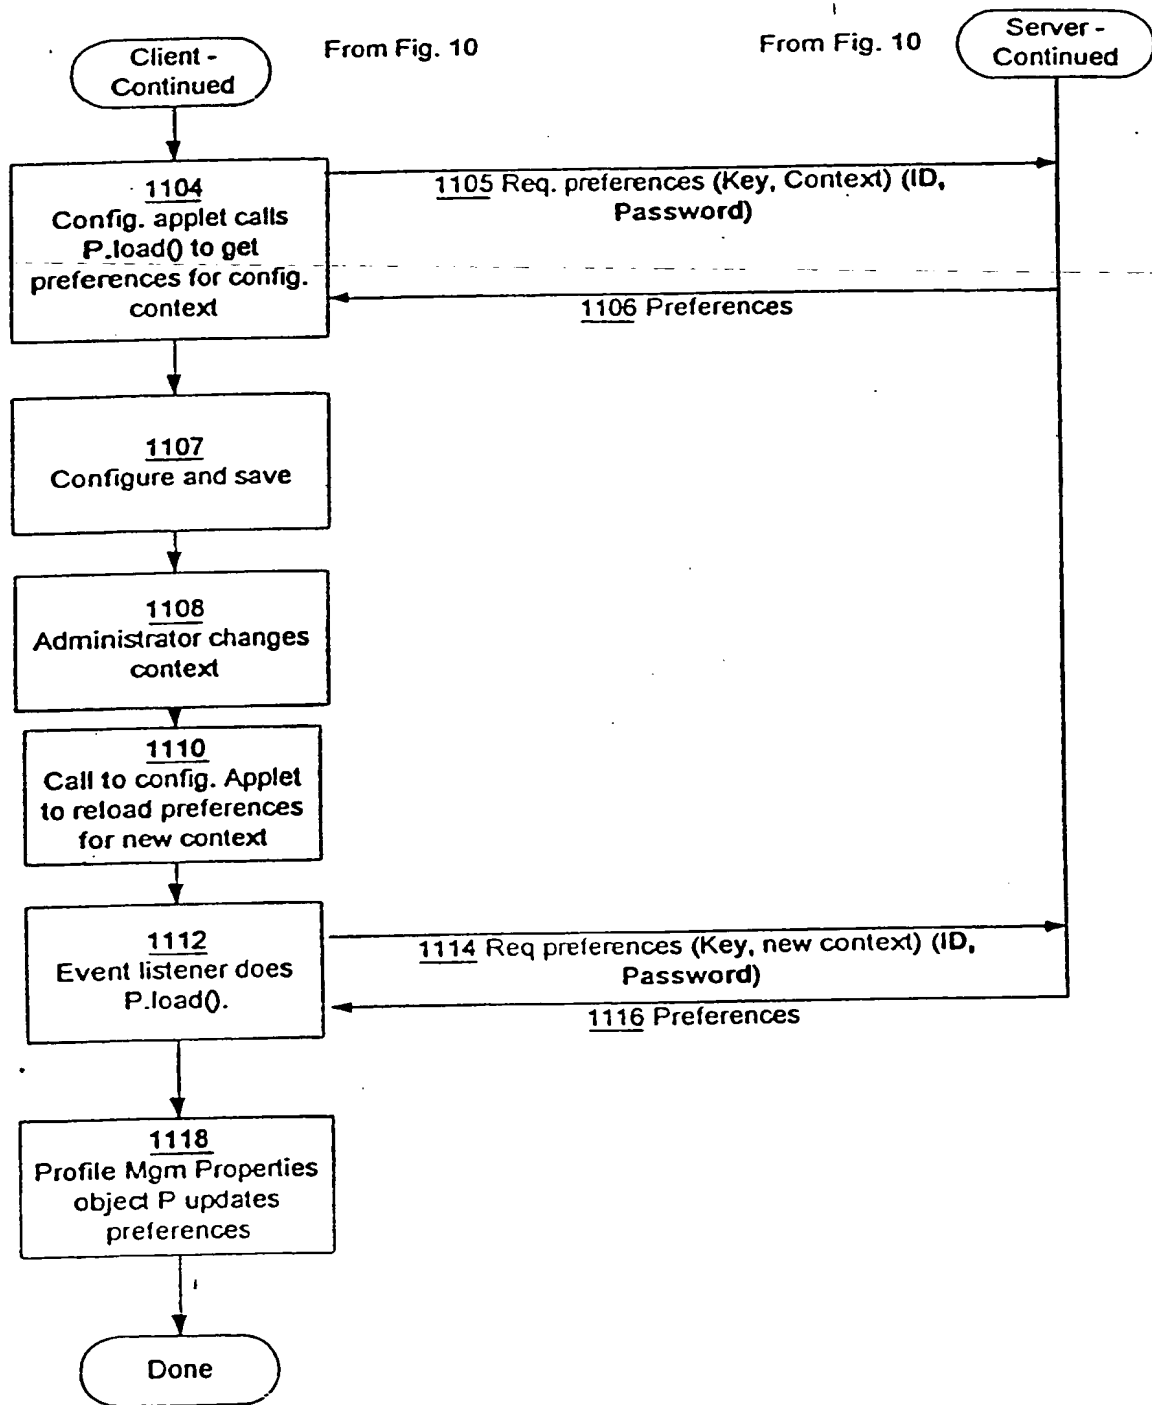 Client -
Continued
From Fig. 10
From Fig. 10
Server -
Continued
1104
Config. applet calls
P.load() to get
preferences for config.
context
1105 Req. preferences (Key, Context) (ID,
Password)
1106 Preferences
1107
Configure and save
1108
Administrator changes
context
1110
Call to config. Applet
to reload preferences
for new context
1112
Event listener does
P.load().
1114 Req preferences (Key, new context) (ID,
Password)
1116 Preferences
1118
Profile Mgm Properties
object P updates
preferences
Done